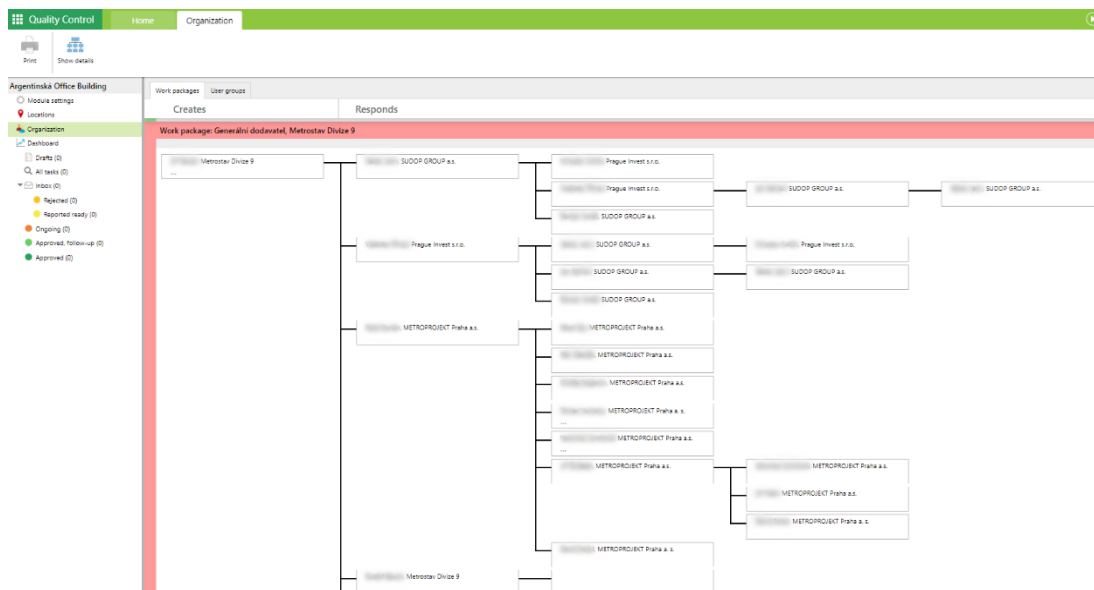 Quality Control Home Organization
Print Show details
Argentinská Office Building
Module settings
Locations
Organization
Dashboard
Drafts (0)
All tasks (0)
Inbox (0)
Rejected (0)
Reported ready (0)
Ongoing (0)
Approved, follow-up (0)
Approved (0)
Work packages User groups
Creates Responds
Work package: Generální dodavatel, Metrostav Divize 9
Metrostav Divize 9
...
SUDOP GROUP a.s.
Prague Invest s.r.o.
Prague Invest s.r.o. SUDOP GROUP a.s. SUDOP GROUP a.s.
SUDOP GROUP a.s.
Prague Invest s.r.o. SUDOP GROUP a.s. Prague Invest s.r.o.
SUDOP GROUP a.s. SUDOP GROUP a.s.
SUDOP GROUP a.s.
METROPROJEKT Praha a.s. METROPROJEKT Praha a.s.
METROPROJEKT Praha a.s.
METROPROJEKT Praha a.s.
METROPROJEKT Praha a. s.
...
METROPROJEKT Praha a.s.
...
METROPROJEKT Praha a.s. METROPROJEKT Praha a.s.
METROPROJEKT Praha a.s.
METROPROJEKT Praha a. s.
METROPROJEKT Praha a. s.
Metrostav Divize 9